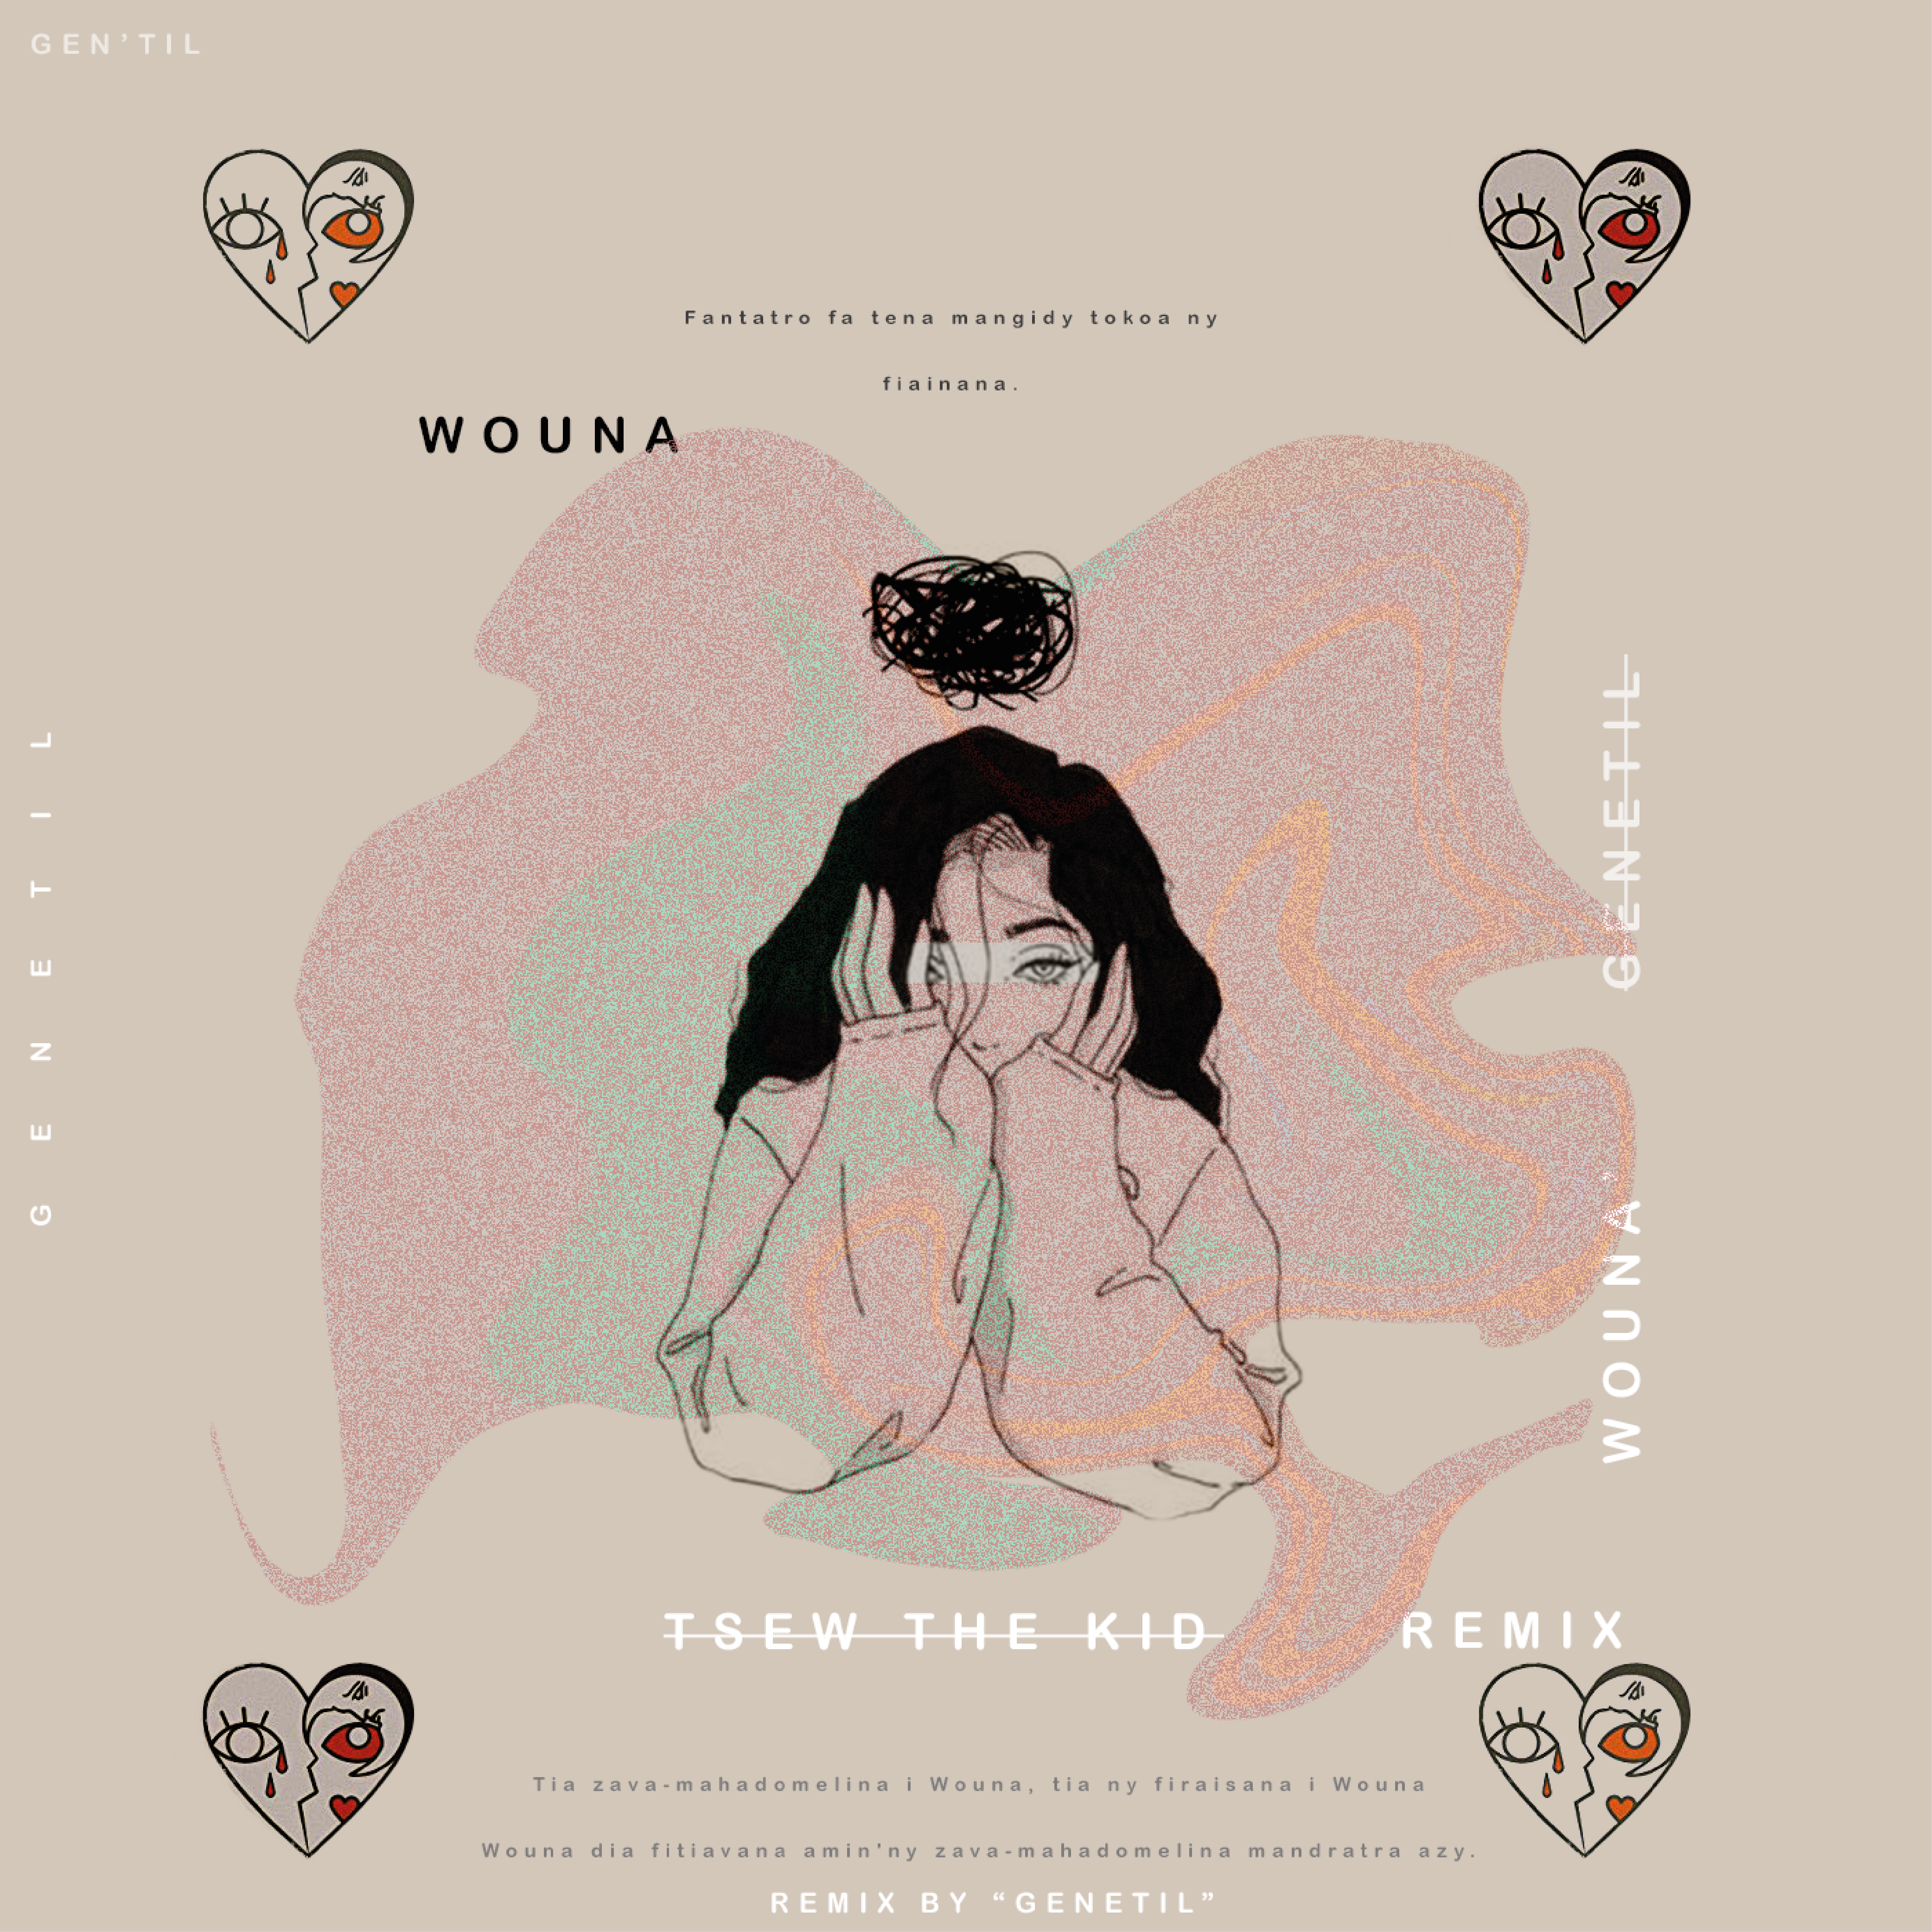 GEN'TIL
Fantatro fa tena mangidy tokoa ny
fiainana.
WOUNA
GENETIL
GENETIL
WOUNA'
TSEW THE KID REMIX
Tia zava-mahadomelina i Wouna, tia ny firaisana i Wouna
Wouna dia fitiavana amin'ny zava-mahadomelina mandratra azy.
REMIX BY “GENETIL”